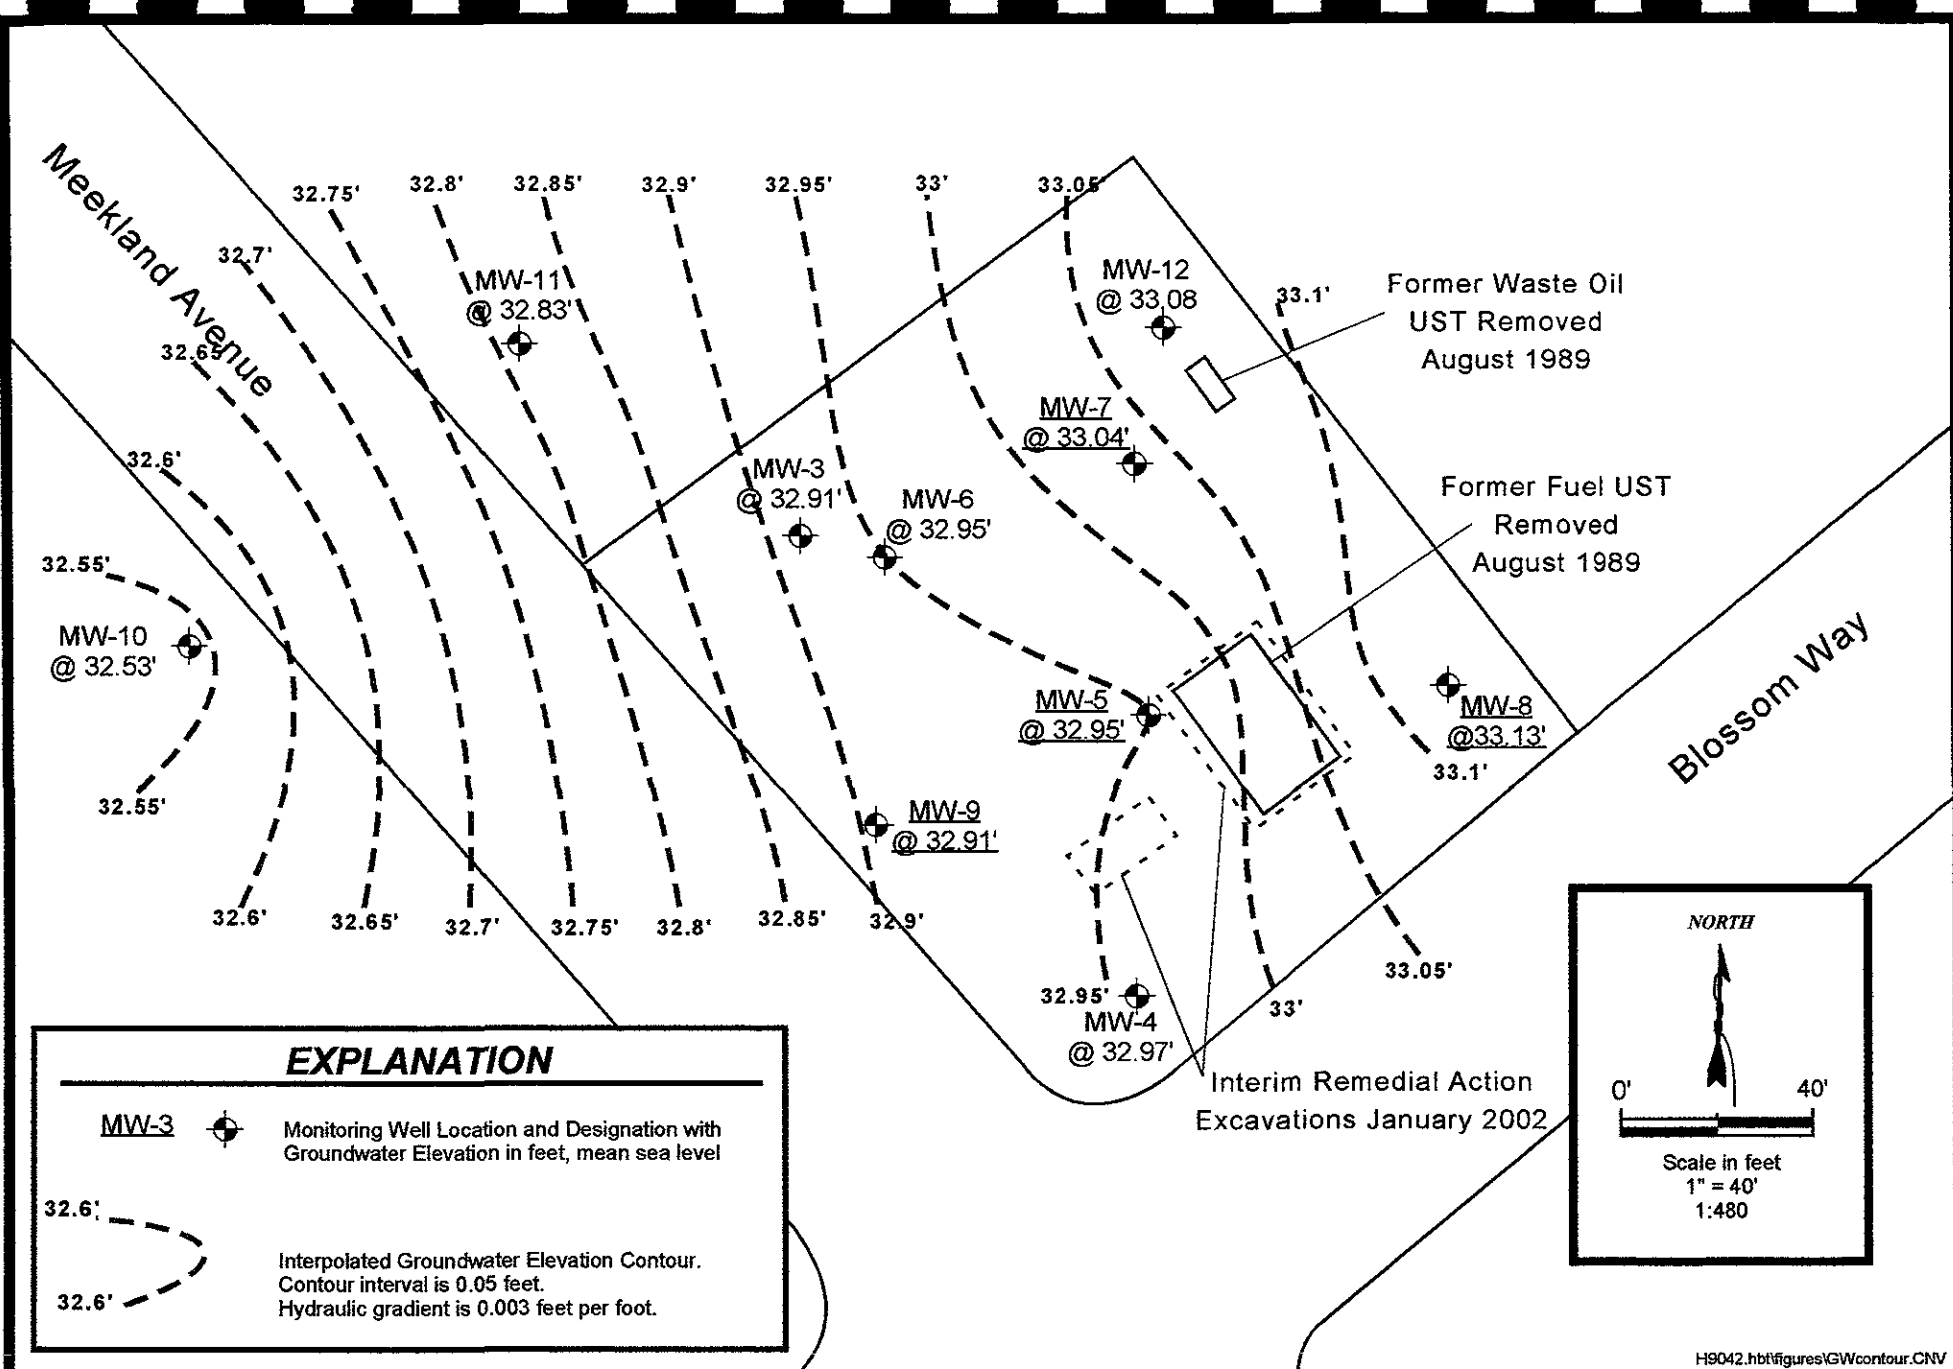 Meekland Avenue
32.75'
32.8'
32.85'
32.9'
32.95'
33'
33.05'
32.7'
MW-11
@ 32.83'
MW-12
@ 33.08
33.1'
Former Waste Oil
UST Removed
August 1989
32.65'
MW-7
@ 33.04'
32.6'
MW-3
@ 32.91'
MW-6
@ 32.95'
Former Fuel UST
Removed
August 1989
32.55'
MW-10
@ 32.53'
MW-5
@ 32.95'
MW-8
@33.13'
Blossom Way
33.1'
32.55'
MW-9
@ 32.91'
32.6'
32.65'
32.7'
32.75'
32.8'
32.85'
32.9'
33.05'
32.95'
33'
MW-4
@ 32.97'
Interim Remedial Action
Excavations January 2002
EXPLANATION
MW-3
Monitoring Well Location and Designation with
Groundwater Elevation in feet, mean sea level
32.6'
32.6'
Interpolated Groundwater Elevation Contour.
Contour interval is 0.05 feet.
Hydraulic gradient is 0.003 feet per foot.
NORTH
0'
40'
Scale in feet
1" = 40'
1:480
H9042.hbt\figures\GWcontour.CNV